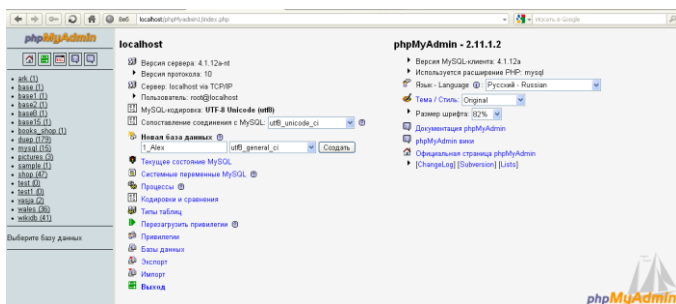 localhost/phpMyadmin1/index.php
Искать в Google
phpMyAdmin
ark (1)
base (1)
base1 (1)
base2 (1)
base8 (1)
base15 (1)
books_shop (1)
duep (179)
mysql (15)
pictures (3)
sample (1)
shop (47)
test (0)
test1 (0)
vasja (2)
wales (36)
wikidb (41)
Выберите базу данных
localhost
Версия сервера: 4.1.12a-nt
Версия протокола: 10
Сервер: localhost via TCP/IP
Пользователь: root@localhost
MySQL-кодировка: UTF-8 Unicode (utf8)
Сопоставление соединения с MySQL: utf8_unicode_ci
Новая база данных
1_Alex utf8_general_ci Создать
Текущее состояние MySQL
Системные переменные MySQL
Процессы
Кодировки и сравнения
Типы таблиц
Перезагрузить привилегии
Привилегии
Базы данных
Экспорт
Импорт
Выход
phpMyAdmin - 2.11.1.2
Версия MySQL-клиента: 4.1.12a
Используется расширение PHP: mysql
Язык - Language Русский - Russian
Тема / Стиль: Original
Размер шрифта: 82%
Документация phpMyAdmin
phpMyAdmin вики
Официальная страница phpMyAdmin
[ChangeLog] [Subversion] [Lists]
phpMyAdmin